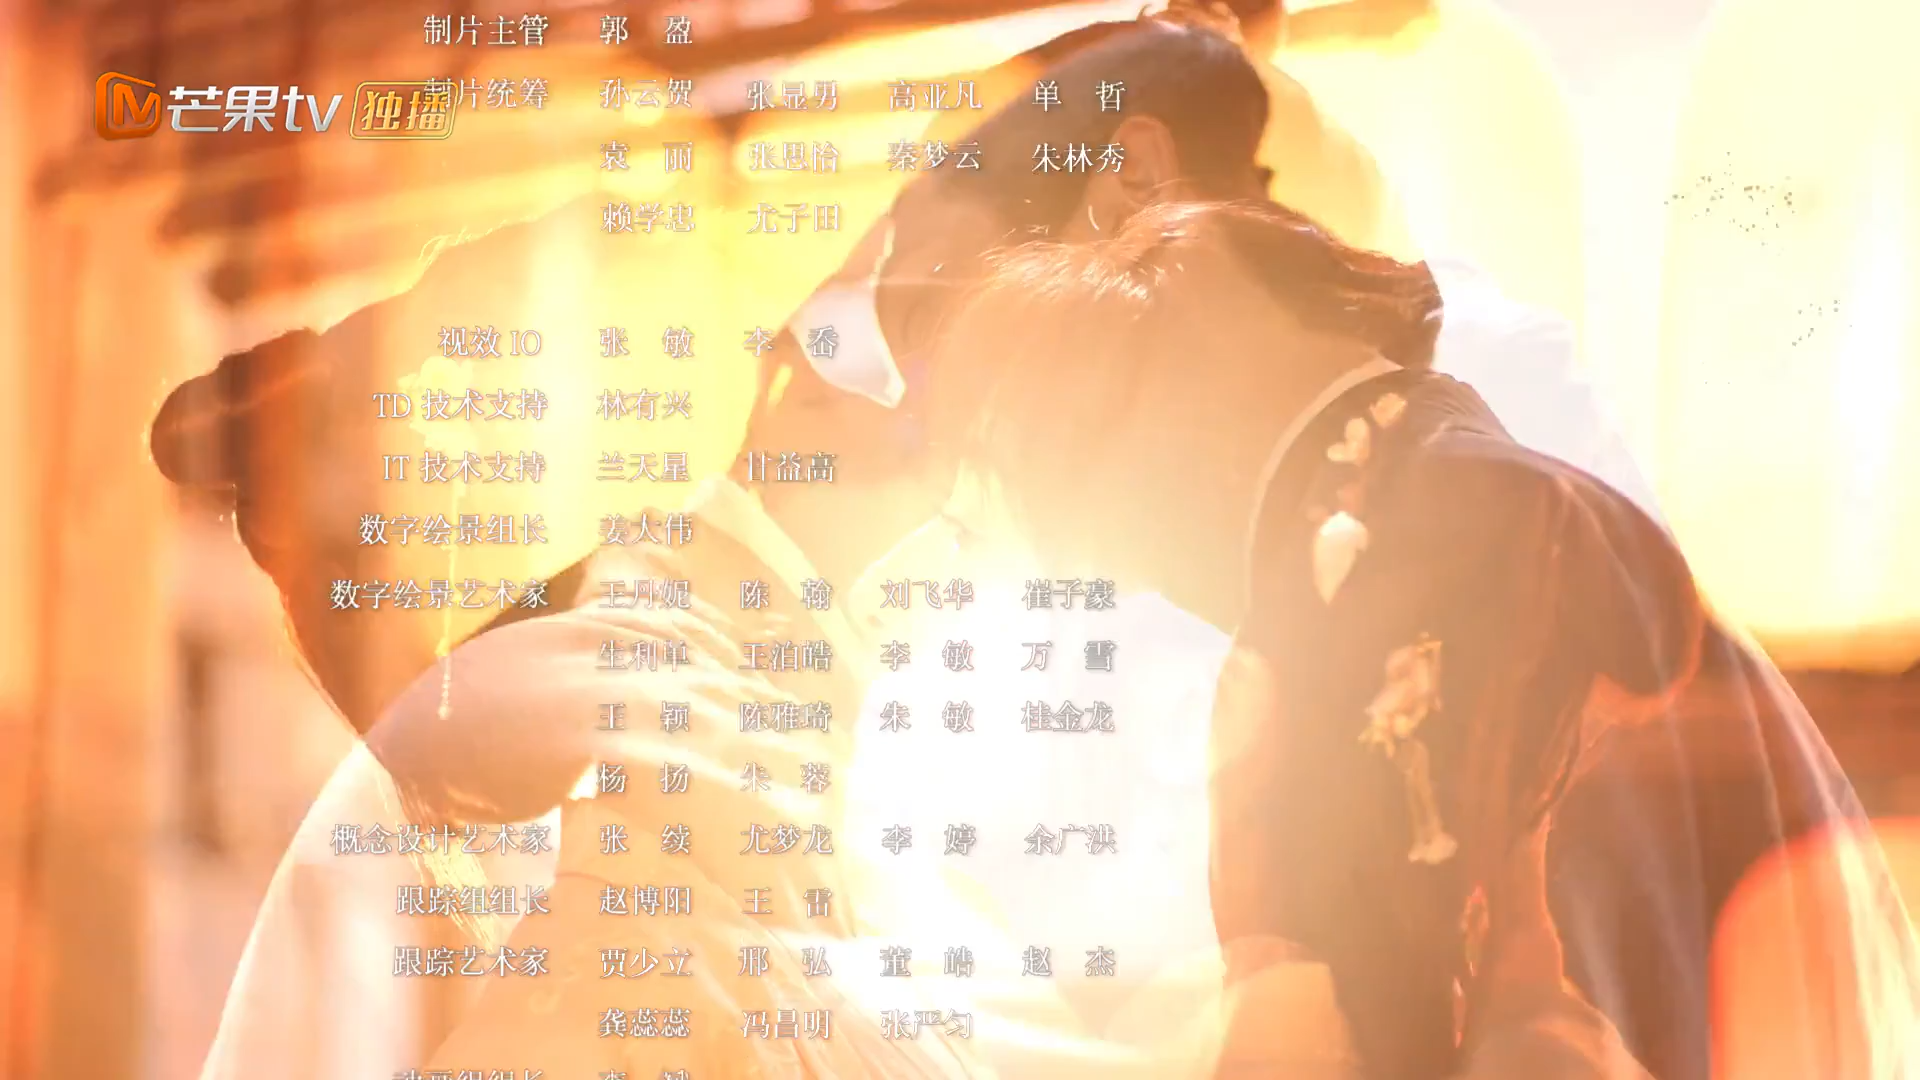 制片主管 郭 盈
芒果tv 独播
制片统筹 孙云贺 张显男 高亚凡 单 哲
袁 丽 张思怡 秦梦云 朱林秀
赖学忠 尤子田
视效 IO 张 敏 李 岙
TD 技术支持 林有兴
IT 技术支持 兰天星 甘益高
数字绘景组长 姜大伟
数字绘景艺术家 王丹妮 陈 翰 刘飞华 崔子豪
生利单 王泊皓 李 敏 万 雪
王 颖 陈雅琦 朱 敏 桂金龙
杨 扬 朱 蓉
概念设计艺术家 张 续 尤梦龙 李 婷 余广洪
跟踪组组长 赵博阳 王 雷
跟踪艺术家 贾少立 邢 弘 董 皓 赵 杰
龚蕊蕊 冯昌明 张严匀